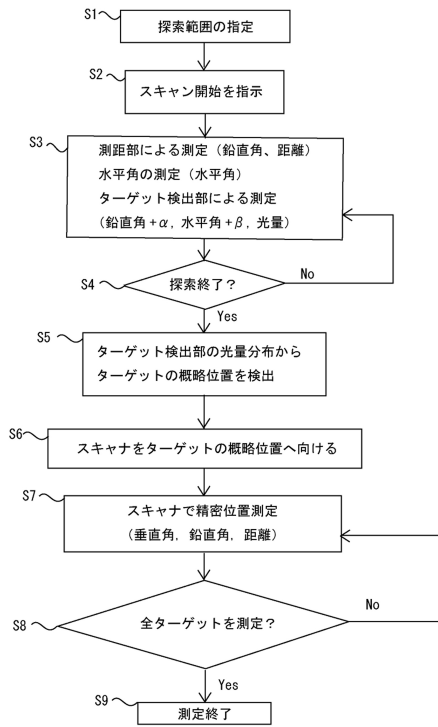 S1
探索範囲の指定
S2
スキャン開始を指示
S3
測距部による測定（鉛直角、距離）
水平角の測定（水平角）
ターゲット検出部による測定
（鉛直角+α, 水平角+β, 光量）
S4
探索終了？
No
Yes
S5
ターゲット検出部の光量分布から
ターゲットの概略位置を検出
S6
スキャナをターゲットの概略位置へ向ける
S7
スキャナで精密位置測定
（垂直角, 鉛直角, 距離）
S8
全ターゲットを測定？
No
Yes
S9
測定終了